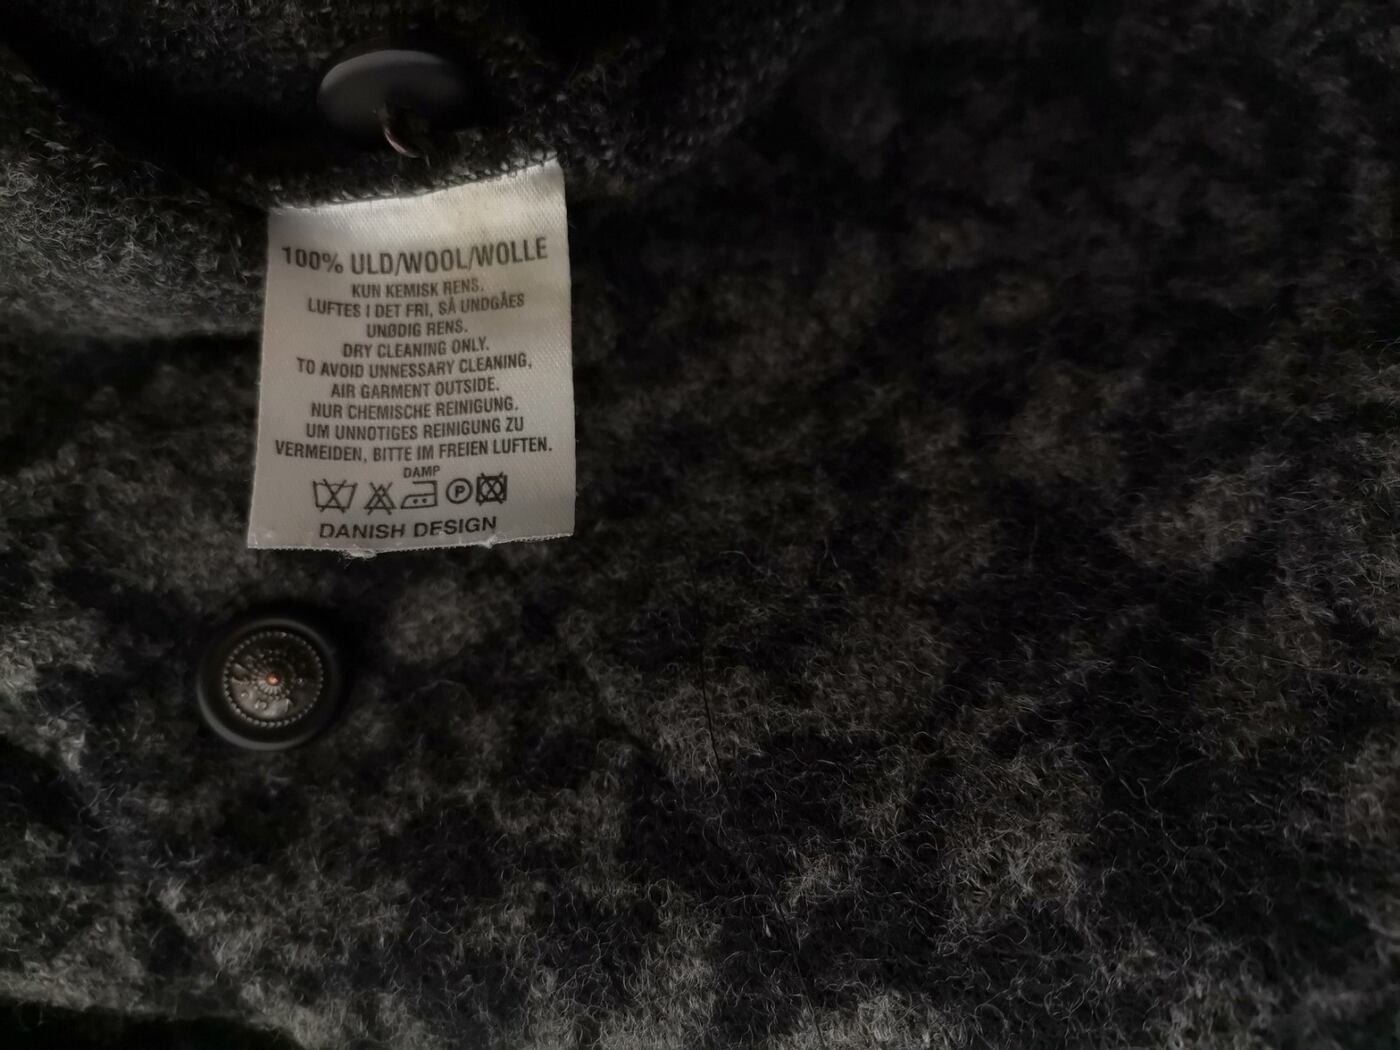 100% ULD/WOOL/WOLLE
KUN KEMISK RENS.
LUFTES I DET FRI, SÅ UNDGÅES
UNØDIG RENS.
DRY CLEANING ONLY.
TO AVOID UNNESSARY CLEANING,
AIR GARMENT OUTSIDE.
NUR CHEMISCHE REINIGUNG.
UM UNNOTIGES REINIGUNG ZU
VERMEIDEN, BITTE IM FREIEN LUFTEN.
DAMP
P
DANISH DESIGN